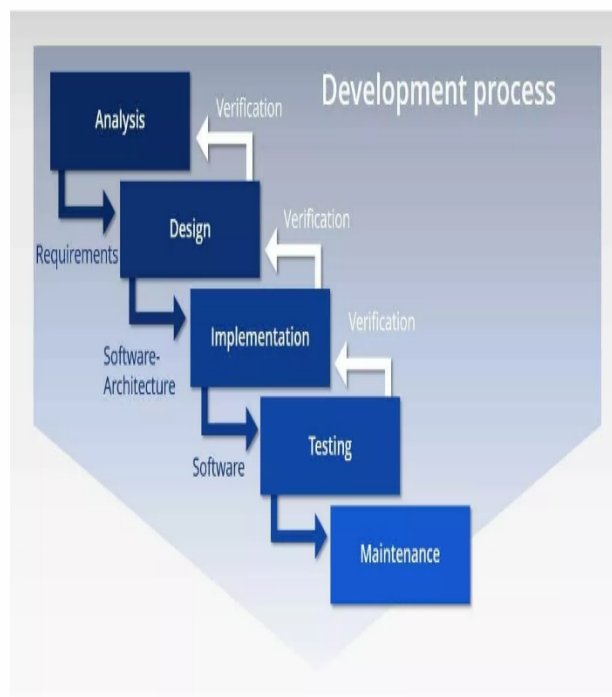 Development process
Analysis
Verification
Requirements
Design
Verification
Software-
Architecture
Implementation
Verification
Software
Testing
Maintenance